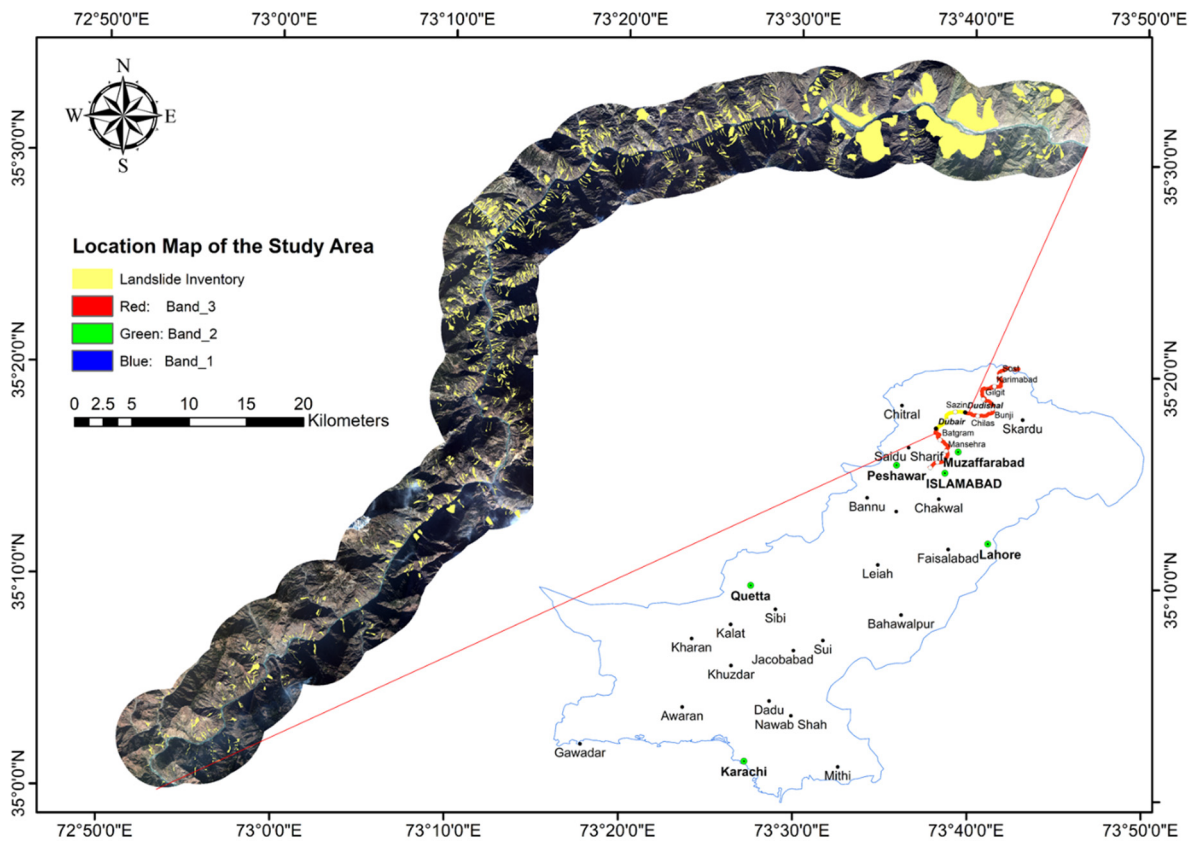 72°50'0"E 73°0'0"E 73°10'0"E 73°20'0"E 73°30'0"E 73°40'0"E 73°50'0"E
N
W E
S
35°30'0"N
35°20'0"N
35°10'0"N
35°0'0"N
35°30'0"N
35°20'0"N
35°10'0"N
Location Map of the Study Area
Landslide Inventory
Red: Band_3
Green: Band_2
Blue: Band_1
0 2.5 5 10 15 20
Kilometers
Sost
Karimabad
Gilgit
Sazin Dudishal
Bunji
Chitral
Dubair
Chilas
Skardu
Batgram
Mansehra
Saidu Sharif
Muzaffarabad
Peshawar
ISLAMABAD
Bannu
Chakwal
Lahore
Faisalabad
Leiah
Quetta
Sibi
Bahawalpur
Kalat
Kharan
Sui
Jacobabad
Khuzdar
Dadu
Awaran
Nawab Shah
Gawadar
Karachi
Mithi
72°50'0"E 73°0'0"E 73°10'0"E 73°20'0"E 73°30'0"E 73°40'0"E 73°50'0"E